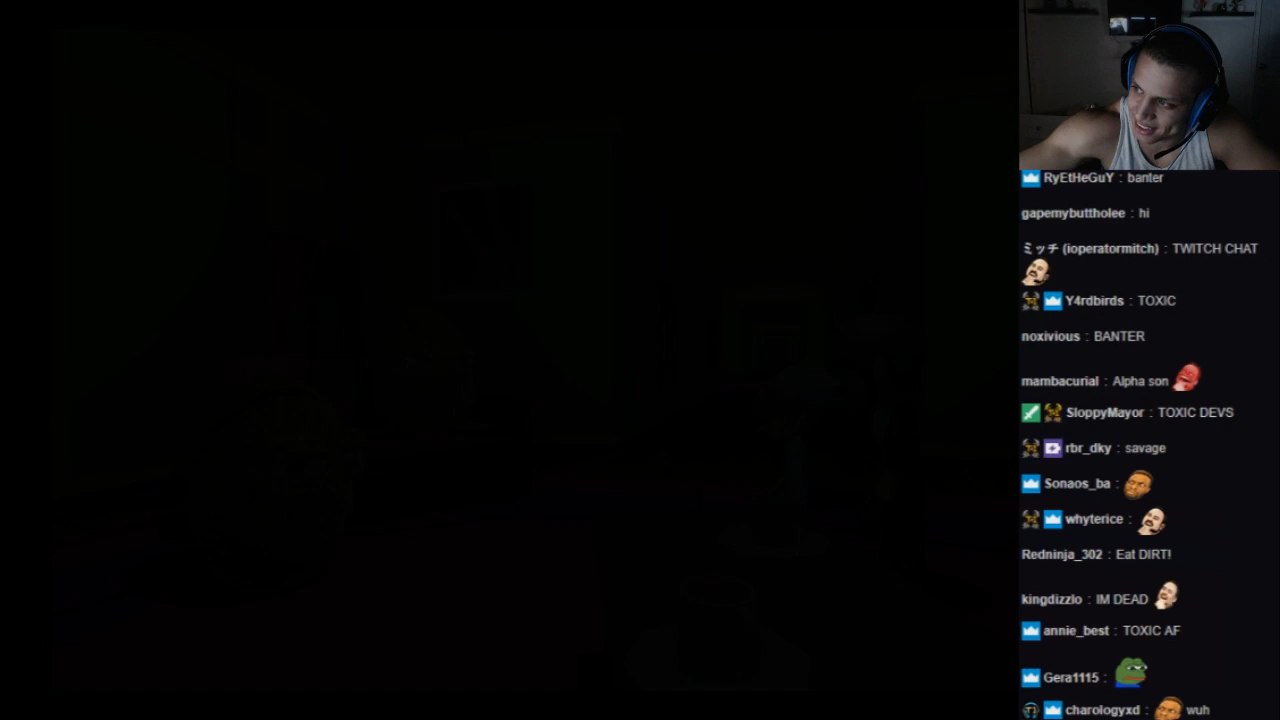 RyEtHeGuY : banter
gapemybuttholee : hi
ミッチ (ioperatormitch) : TWITCH CHAT
Y4rdbirds : TOXIC
noxivious : BANTER
mambacurial : Alpha son
SloppyMayor : TOXIC DEVS
rbr_dky : savage
Sonaos_ba :
whyterice :
Redninja_302 : Eat DIRT!
kingdizzlo : IM DEAD
annie_best : TOXIC AF
Gera1115 :
charologyxd : wuh